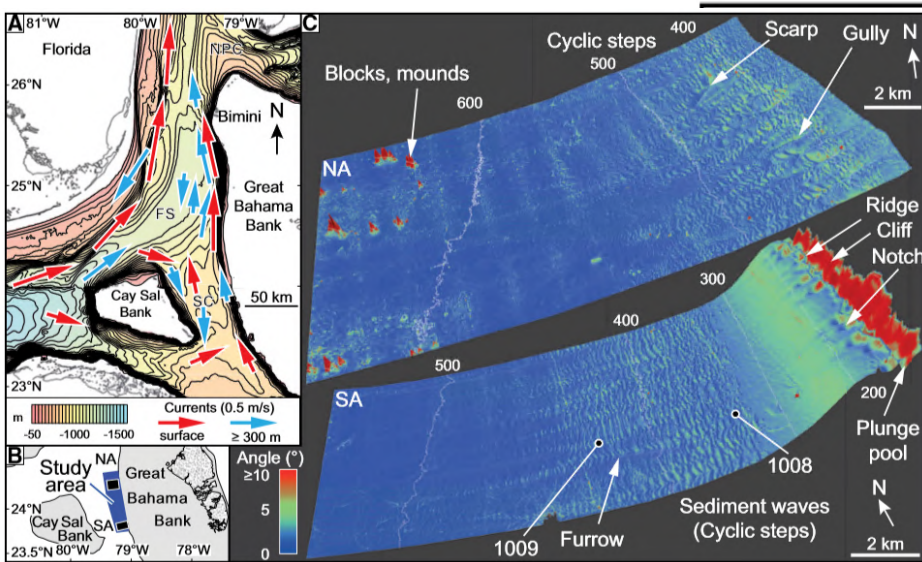 A
81°W
80°W
79°W
Florida
NPC
26°N
Bimini
N
25°N
Great
Bahama
Bank
FS
Cay Sal
Bank
SC
50 km
23°N
m
-50 -1000 -1500
Currents (0.5 m/s)
surface
≥ 300 m
B
NA
Study
area
Great
Bahama
Bank
24°N
Cay Sal
Bank
SA
23.5°N
80°W
79°W
78°W
C
Cyclic steps
400
Scarp
N
Gully
Blocks, mounds
500
600
2 km
NA
Ridge
Cliff
Notch
300
400
500
SA
200
Plunge
pool
1008
N
Angle (°)
≥10
5
0
1009
Furrow
Sediment waves
(Cyclic steps)
2 km